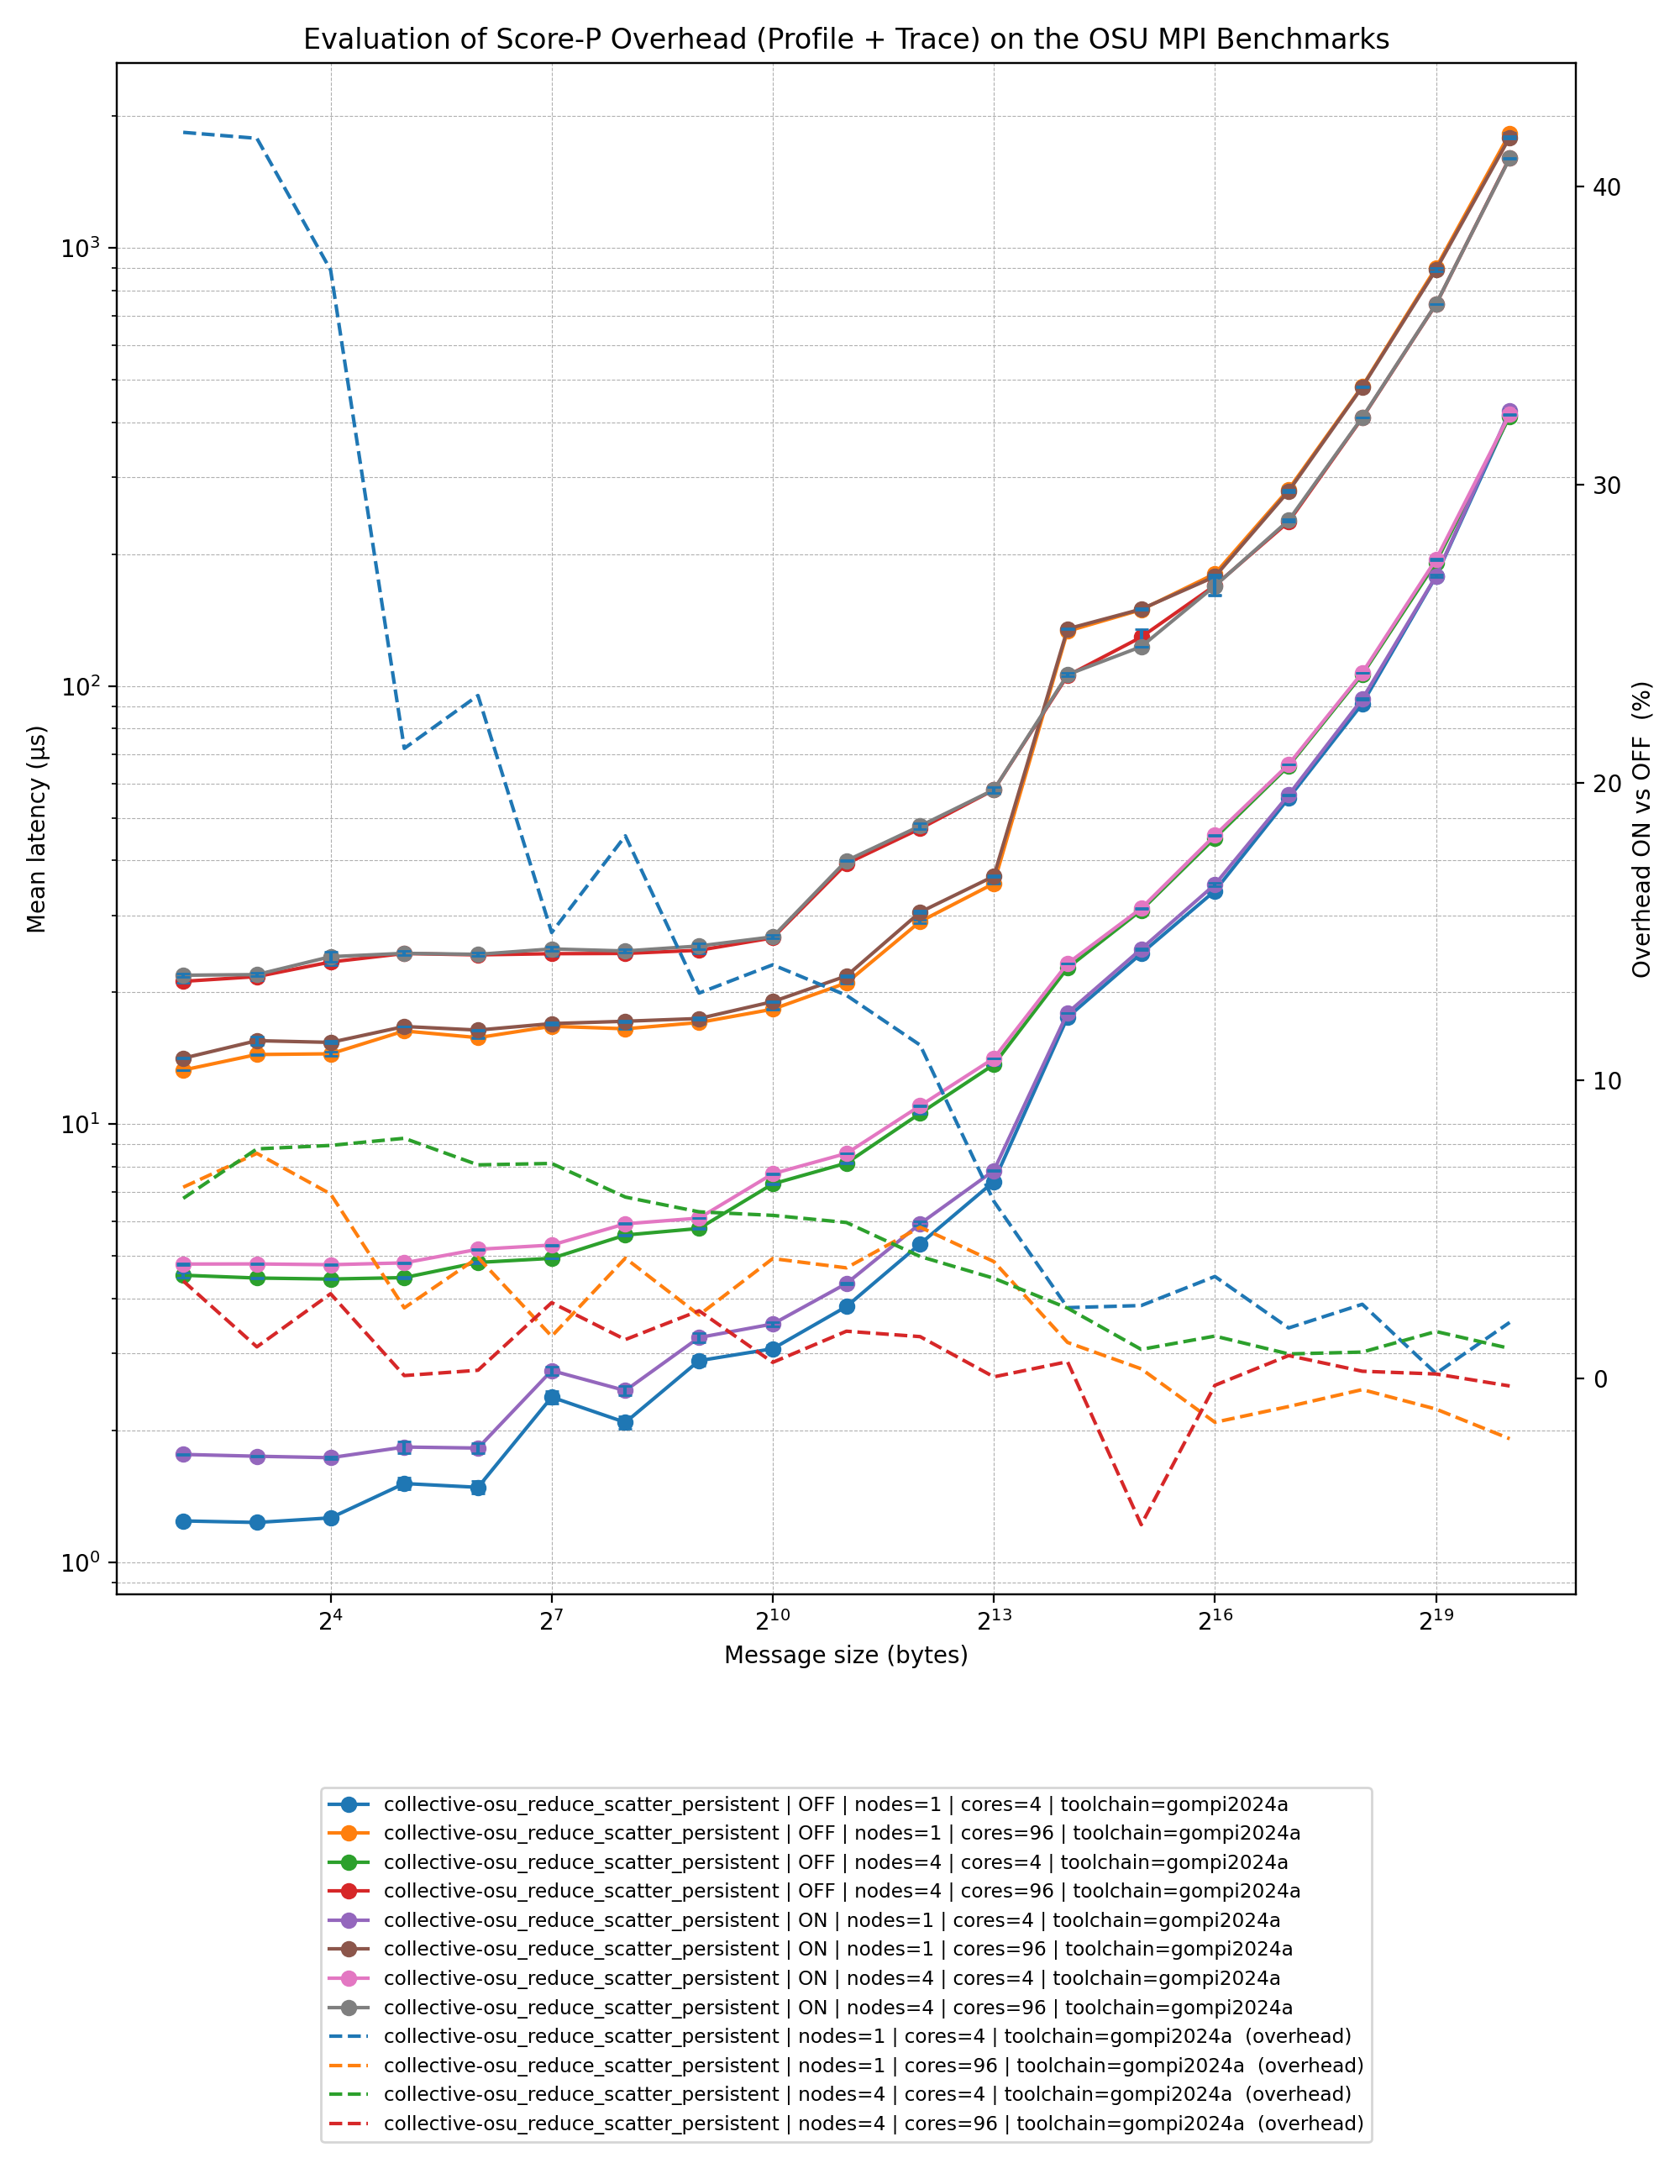 Evaluation of Score-P Overhead (Profile + Trace) on the OSU MPI Benchmarks
Mean latency (µs)
10³
10²
10¹
10⁰
Overhead ON vs OFF (%)
40
30
20
10
0
2⁴ 2⁷ 2¹⁰ 2¹³ 2¹⁶ 2¹⁹
Message size (bytes)
collective-osu_reduce_scatter_persistent | OFF | nodes=1 | cores=4 | toolchain=gompi2024a
collective-osu_reduce_scatter_persistent | OFF | nodes=1 | cores=96 | toolchain=gompi2024a
collective-osu_reduce_scatter_persistent | OFF | nodes=4 | cores=4 | toolchain=gompi2024a
collective-osu_reduce_scatter_persistent | OFF | nodes=4 | cores=96 | toolchain=gompi2024a
collective-osu_reduce_scatter_persistent | ON | nodes=1 | cores=4 | toolchain=gompi2024a
collective-osu_reduce_scatter_persistent | ON | nodes=1 | cores=96 | toolchain=gompi2024a
collective-osu_reduce_scatter_persistent | ON | nodes=4 | cores=4 | toolchain=gompi2024a
collective-osu_reduce_scatter_persistent | ON | nodes=4 | cores=96 | toolchain=gompi2024a
collective-osu_reduce_scatter_persistent | nodes=1 | cores=4 | toolchain=gompi2024a (overhead)
collective-osu_reduce_scatter_persistent | nodes=1 | cores=96 | toolchain=gompi2024a (overhead)
collective-osu_reduce_scatter_persistent | nodes=4 | cores=4 | toolchain=gompi2024a (overhead)
collective-osu_reduce_scatter_persistent | nodes=4 | cores=96 | toolchain=gompi2024a (overhead)